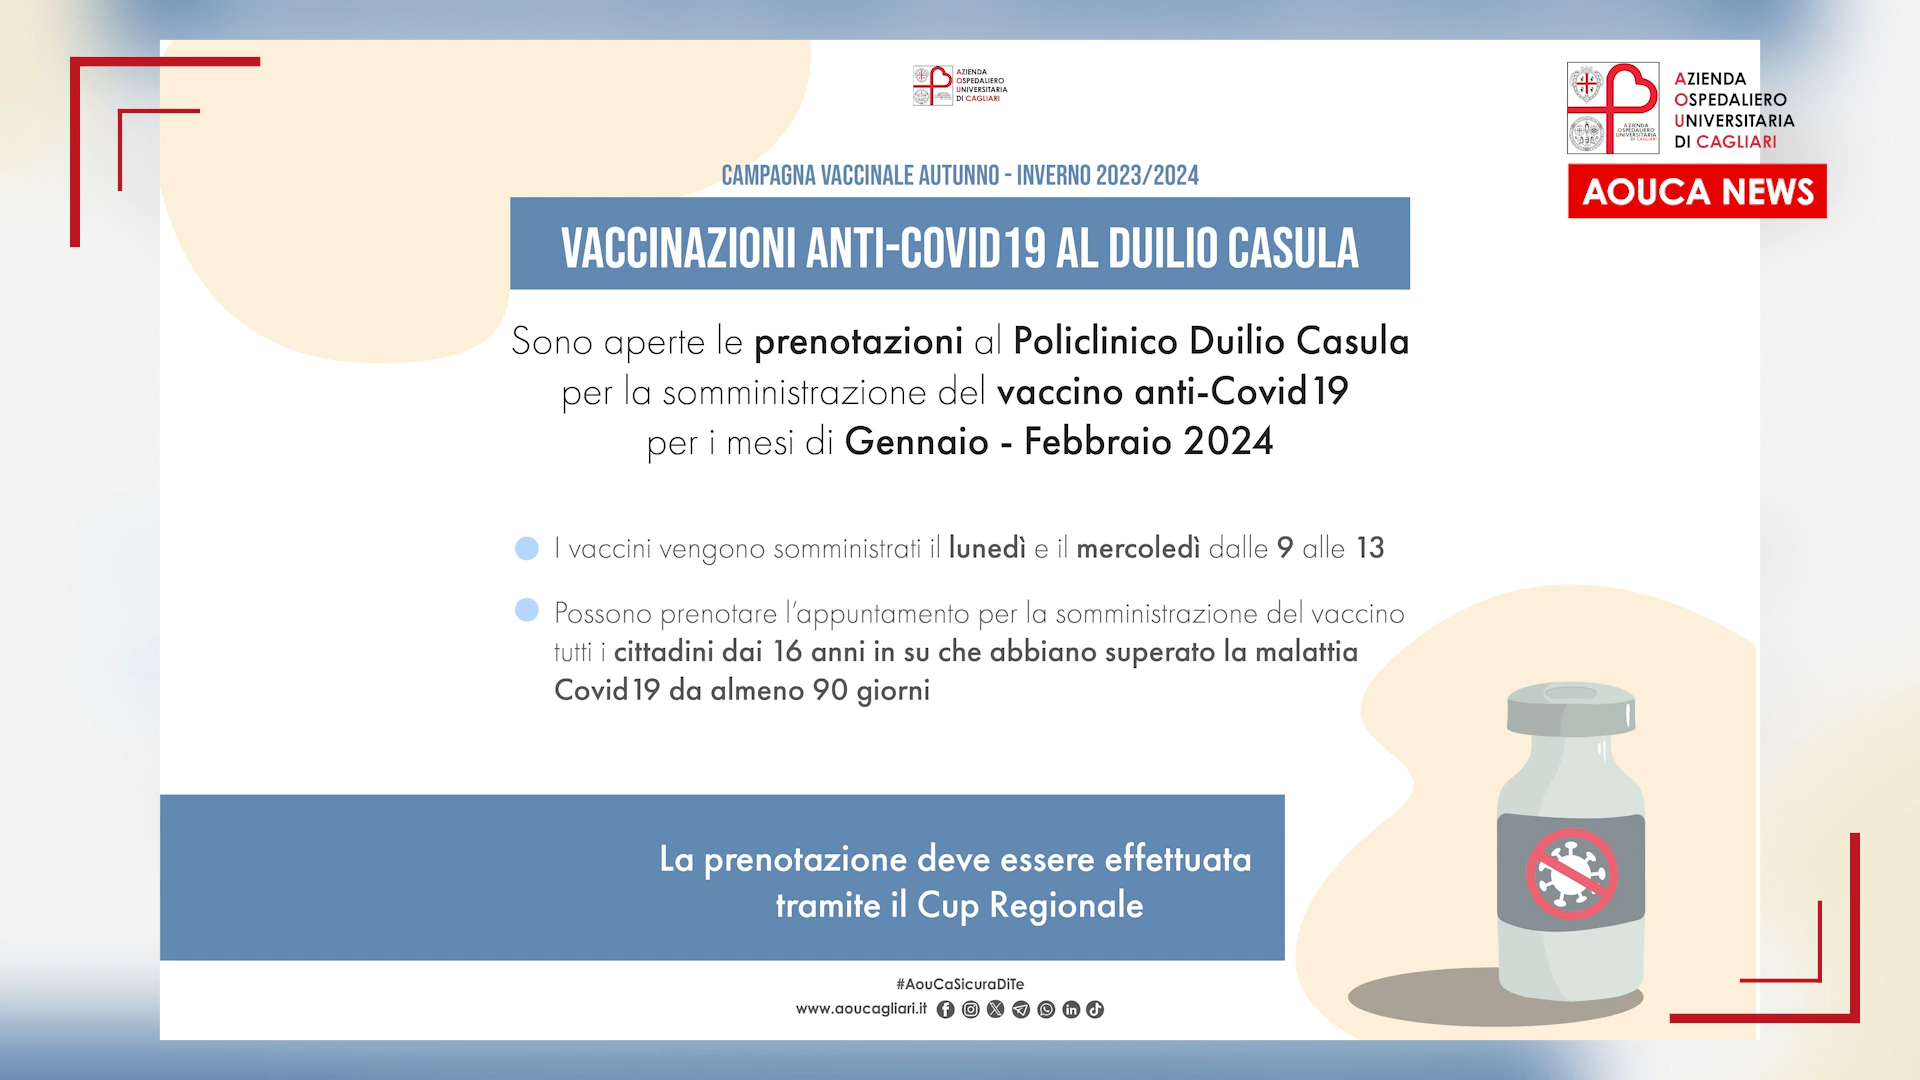 AZIENDA
OSPEDALIERO
UNIVERSITARIA
DI CAGLIARI
AZIENDA
OSPEDALIERO
UNIVERSITARIA
DI CAGLIARI
AOUCA NEWS
CAMPAGNA VACCINALE AUTUNNO - INVERNO 2023/2024
VACCINAZIONI ANTI-COVID19 AL DUILIO CASULA
Sono aperte le prenotazioni al Policlinico Duilio Casula
per la somministrazione del vaccino anti-Covid19
per i mesi di Gennaio - Febbraio 2024
I vaccini vengono somministrati il lunedì e il mercoledì dalle 9 alle 13
Possono prenotare l'appuntamento per la somministrazione del vaccino
tutti i cittadini dai 16 anni in su che abbiano superato la malattia
Covid19 da almeno 90 giorni
La prenotazione deve essere effettuata
tramite il Cup Regionale
#AouCaSicuraDiTe
www.aoucagliari.it